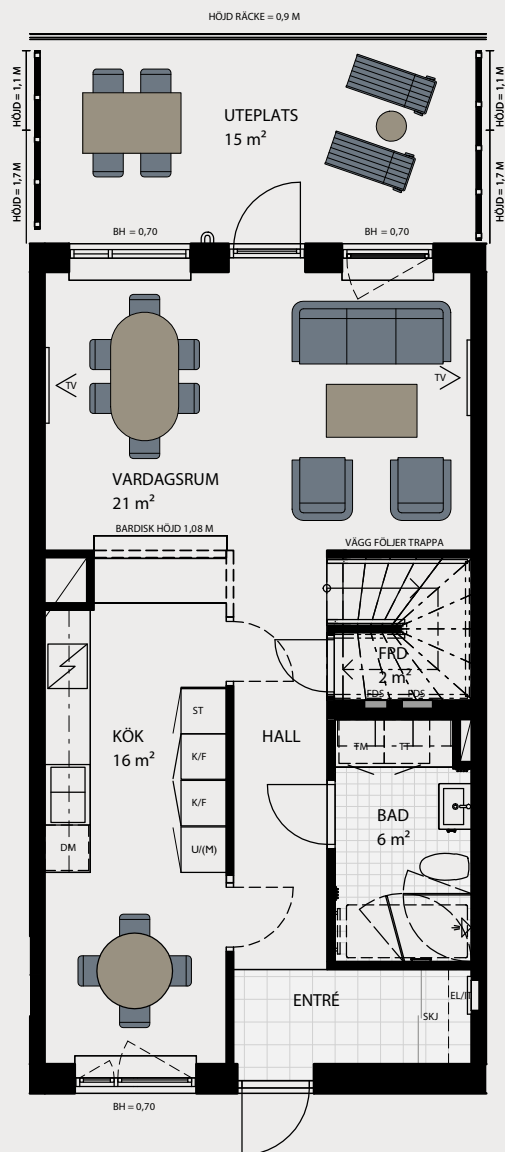 HÖJD RÄCKE = 0,9 M
HÖJD = 1,1 M
HÖJD = 1,1 M
UTEPLATS
15 m²
HÖJD = 1,7 M
HÖJD = 1,7 M
BH = 0,70
BH = 0,70
TV
TV
VARDAGSRUM
21 m²
BARDISK HÖJD 1,08 M
VÄGG FÖLJER TRAPPA
FRD
2 m²
FDS
FDS
ST
KÖK
16 m²
HALL
K/F
TM
TT
K/F
BAD
6 m²
DM
U/(M)
ENTRÉ
EL/IT
SKJ
BH = 0,70